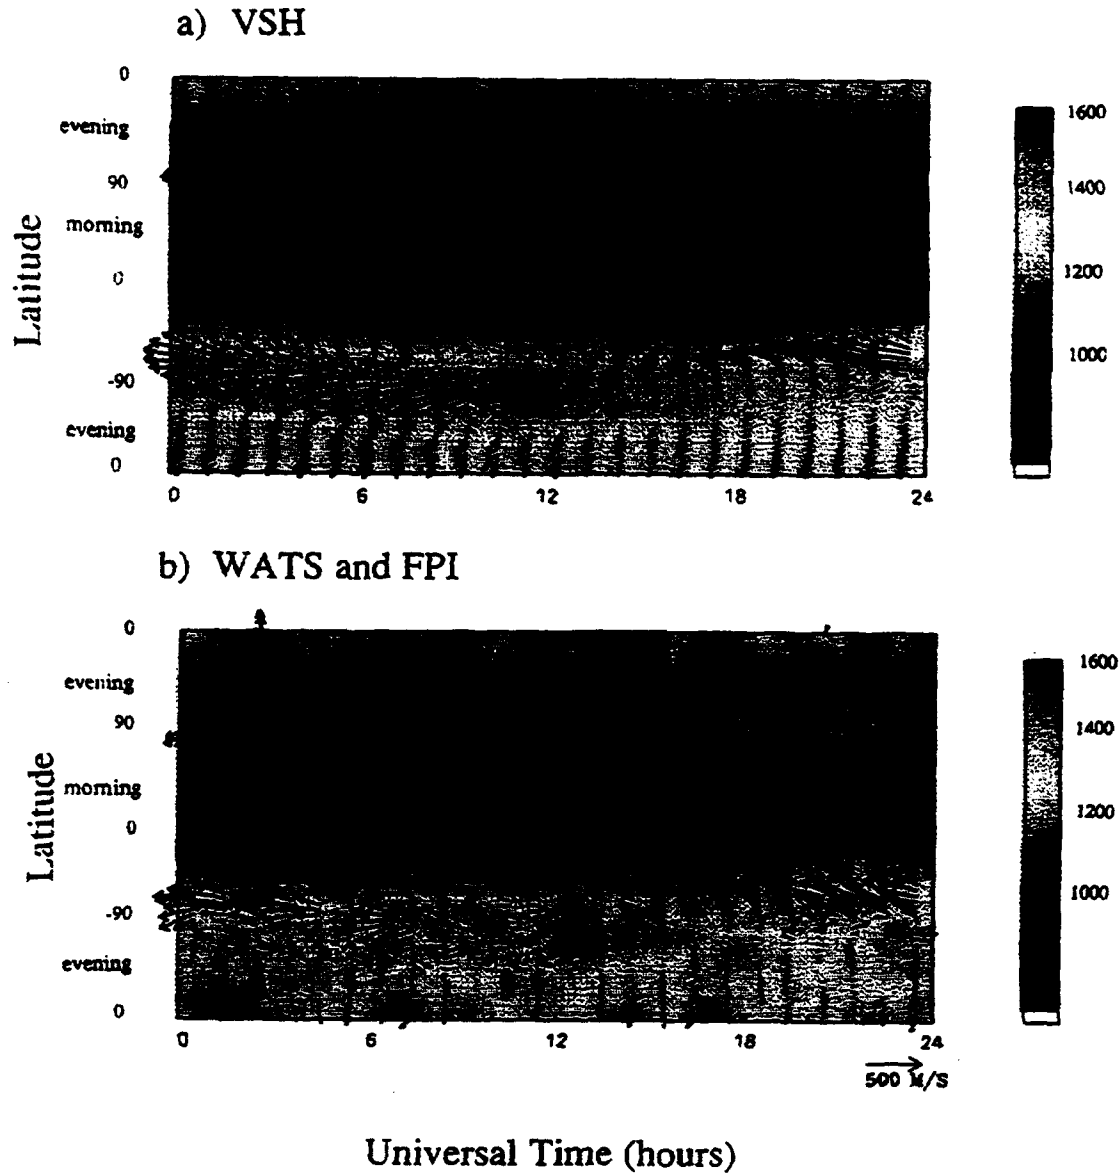 a) VSH
0
evening
90
morning
0
-90
evening
0
Latitude
0 6 12 18 24
1600
1400
1200
1000
b) WATS and FPI
0
evening
90
morning
0
-90
evening
0
Latitude
0 6 12 18 24
1600
1400
1200
1000
500 M/S
Universal Time (hours)